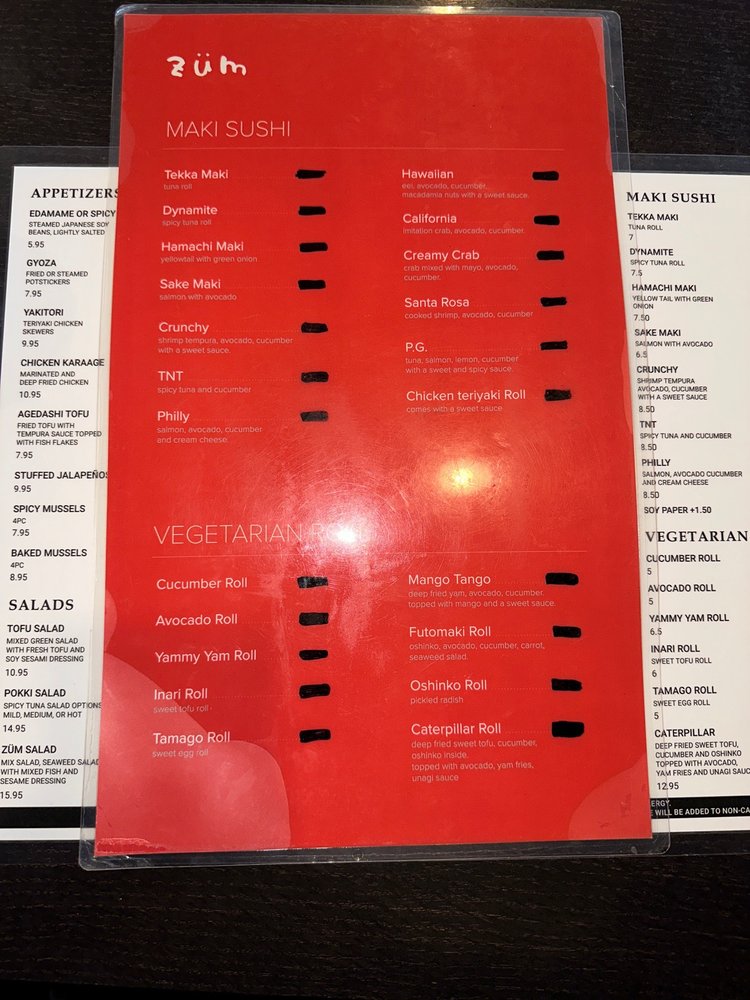 züm
MAKI SUSHI
Tekka Maki
tuna roll
Dynamite
spicy tuna roll
Hamachi Maki
yellowtail with green onion
Sake Maki
salmon with avocado
Crunchy
shrimp tempura, avocado, cucumber
with a sweet sauce.
TNT
spicy tuna and cucumber
Philly
salmon, avocado, cucumber
and cream cheese.
Hawaiian
eel, avocado, cucumber,
macadamia nuts with a sweet sauce.
California
imitation crab, avocado, cucumber.
Creamy Crab
crab mixed with mayo, avocado,
cucumber.
Santa Rosa
cooked shrimp, avocado, cucumber
P.G.
tuna, salmon, lemon, cucumber
with a sweet and spicy sauce.
Chicken teriyaki Roll
comes with a sweet sauce
VEGETARIAN
Cucumber Roll
Avocado Roll
Yammy Yam Roll
Inari Roll
sweet tofu roll
Tamago Roll
sweet egg roll
Mango Tango
deep fried yam, avocado, cucumber.
topped with mango and a sweet sauce.
Futomaki Roll
oshinko, avocado, cucumber, carrot,
seaweed salad.
Oshinko Roll
pickled radish
Caterpillar Roll
deep fried sweet tofu, cucumber,
oshinko inside.
topped with avocado, yam fries,
unagi sauce
APPETIZERS
EDAMAME OR SPICY
STEAMED JAPANESE SOY
BEANS, LIGHTLY SALTED
5.95
GYOZA
FRIED OR STEAMED
POTSTICKERS
7.95
YAKITORI
TERIYAKI CHICKEN
SKEWERS
9.95
CHICKEN KARAAGE
MARINATED AND
DEEP FRIED CHICKEN
10.95
AGEDASHI TOFU
FRIED TOFU WITH
TEMPURA SAUCE TOPPED
WITH FISH FLAKES
7.95
STUFFED JALAPEÑOS
9.95
SPICY MUSSELS
4PC
7.95
BAKED MUSSELS
4PC
8.95
SALADS
TOFU SALAD
MIXED GREEN SALAD
WITH FRESH TOFU AND
SOY SESAMI DRESSING
10.95
POKKI SALAD
SPICY TUNA SALAD OPTIONS
MILD, MEDIUM, OR HOT
14.95
ZÜM SALAD
MIX SALAD, SEAWEED SALAD
WITH MIXED FISH AND
SESAME DRESSING
15.95
MAKI SUSHI
TEKKA MAKI
TUNA ROLL
7
DYNAMITE
SPICY TUNA ROLL
7.5
HAMACHI MAKI
YELLOW TAIL WITH GREEN
ONION
7.50
SAKE MAKI
SALMON WITH AVOCADO
6.5
CRUNCHY
SHRIMP TEMPURA
AVOCADO, CUCUMBER
WITH A SWEET SAUCE
8.50
TNT
SPICY TUNA AND CUCUMBER
8.50
PHILLY
SALMON, AVOCADO CUCUMBER
AND CREAM CHEESE
8.50
SOY PAPER +1.50
VEGETARIAN
CUCUMBER ROLL
5
AVOCADO ROLL
5
YAMMY YAM ROLL
6.5
INARI ROLL
SWEET TOFU ROLL
6
TAMAGO ROLL
SWEET EGG ROLL
5
CATERPILLAR
DEEP FRIED SWEET TOFU,
CUCUMBER AND OSHINKO
TOPPED WITH AVOCADO,
YAM FRIES AND UNAGI SAUC
12.95
ERGY.
WILL BE ADDED TO NON-CA